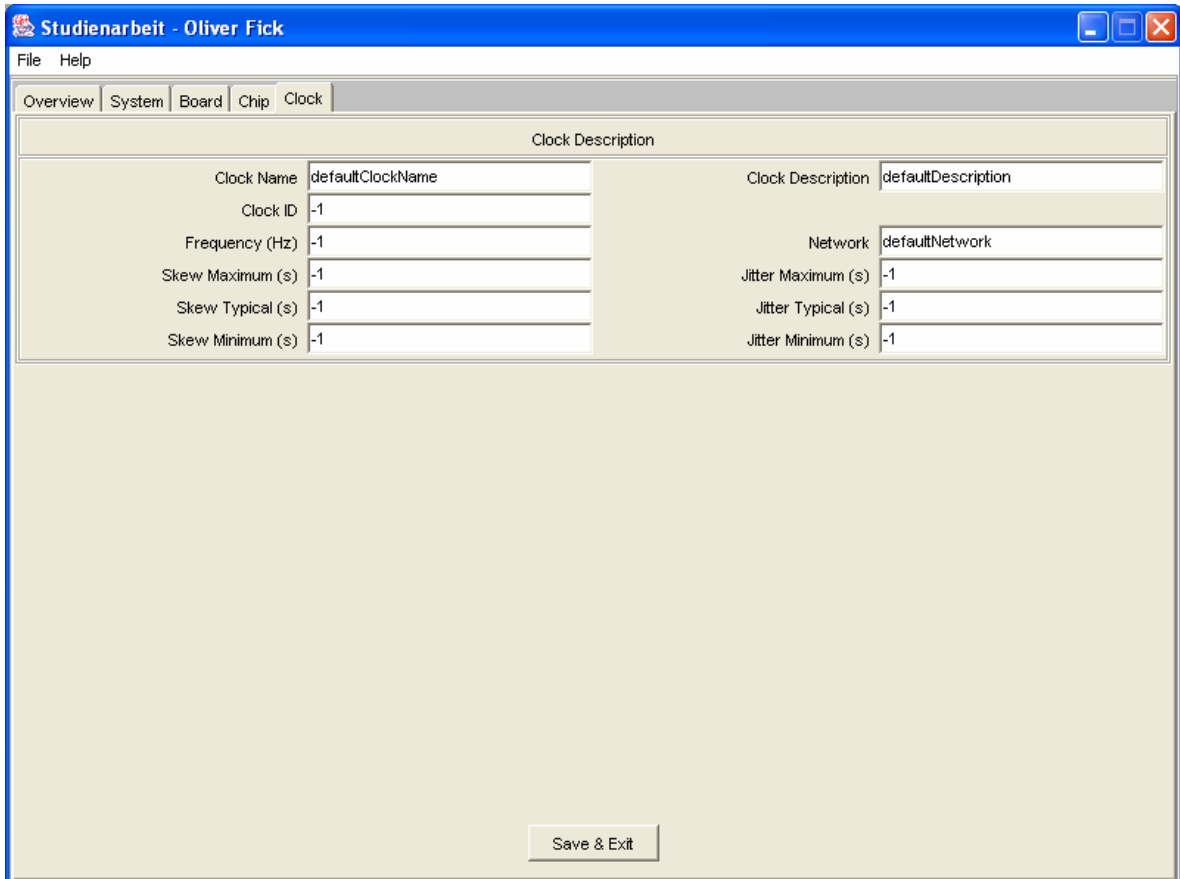 Studienarbeit - Oliver Fick
File Help
Overview System Board Chip Clock
Clock Description
Clock Name defaultClockName Clock Description defaultDescription
Clock ID -1
Frequency (Hz) -1 Network defaultNetwork
Skew Maximum (s) -1 Jitter Maximum (s) -1
Skew Typical (s) -1 Jitter Typical (s) -1
Skew Minimum (s) -1 Jitter Minimum (s) -1
Save & Exit